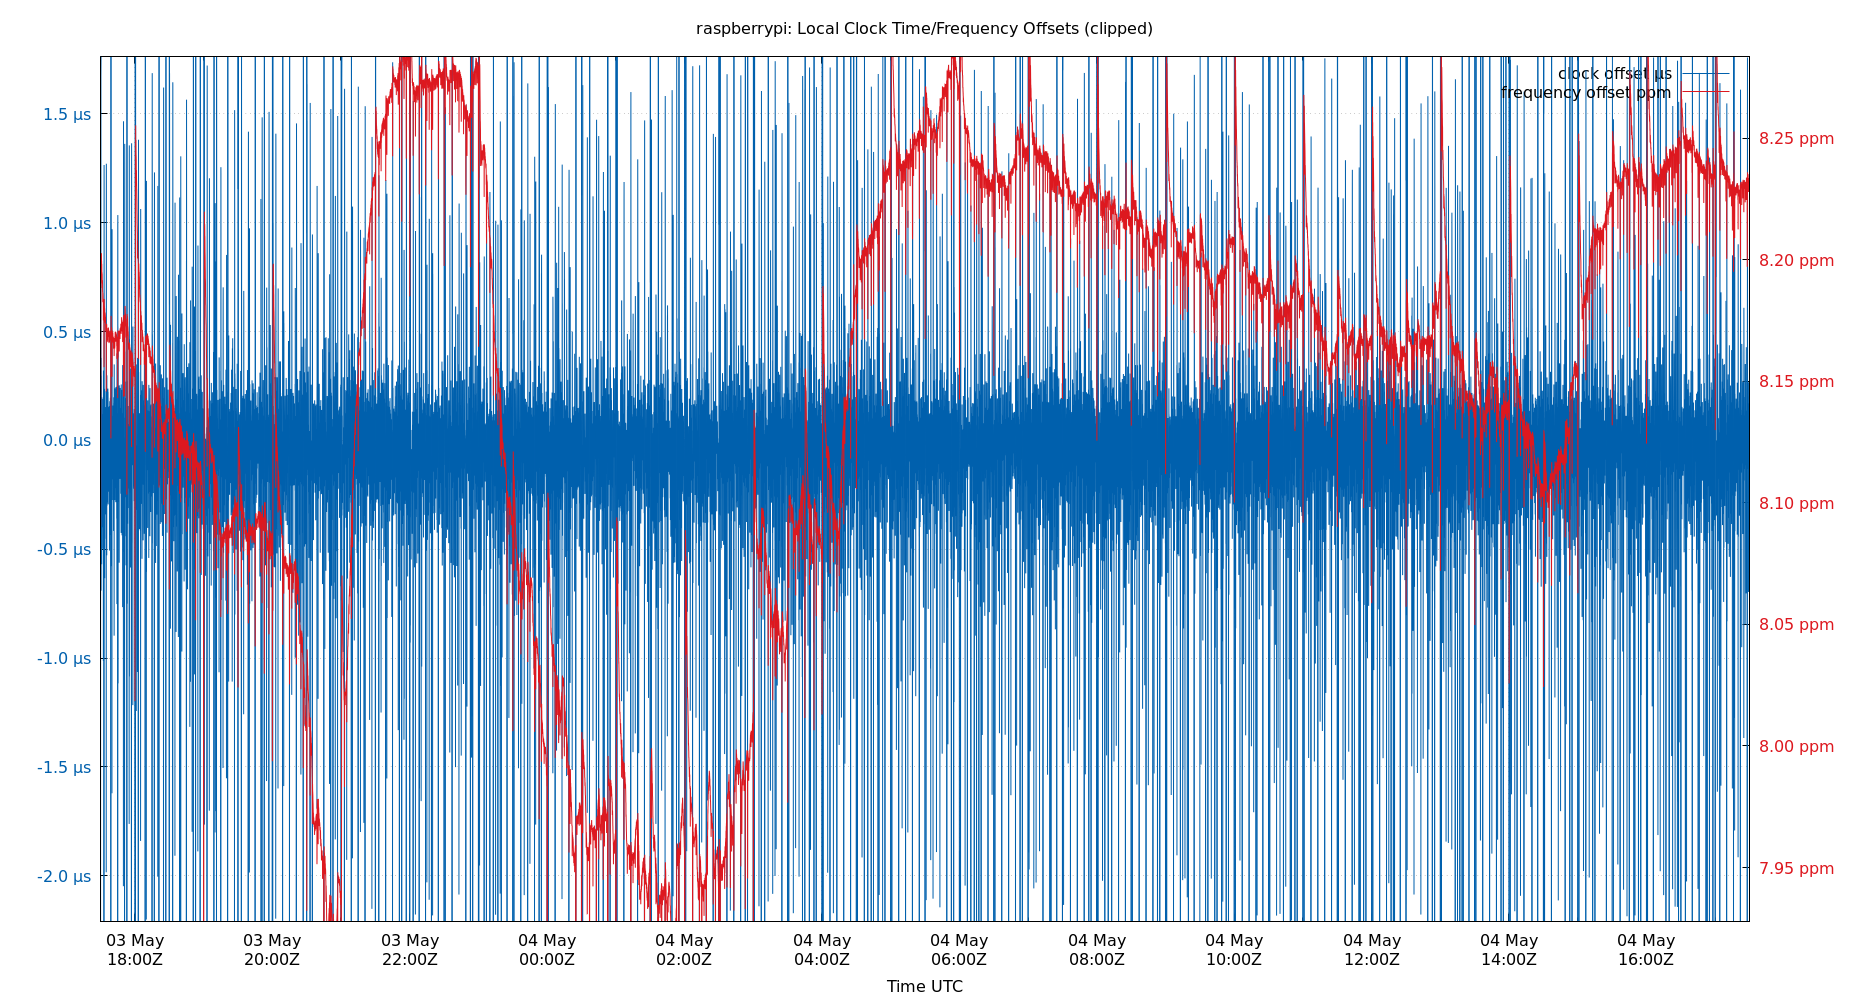 raspberrypi: Local Clock Time/Frequency Offsets (clipped)
clock offset µs
frequency offset ppm
1.5 µs
1.0 µs
0.5 µs
0.0 µs
-0.5 µs
-1.0 µs
-1.5 µs
-2.0 µs
8.25 ppm
8.20 ppm
8.15 ppm
8.10 ppm
8.05 ppm
8.00 ppm
7.95 ppm
03 May 03 May 03 May 04 May 04 May 04 May 04 May 04 May 04 May 04 May 04 May 04 May
18:00Z 20:00Z 22:00Z 00:00Z 02:00Z 04:00Z 06:00Z 08:00Z 10:00Z 12:00Z 14:00Z 16:00Z
Time UTC